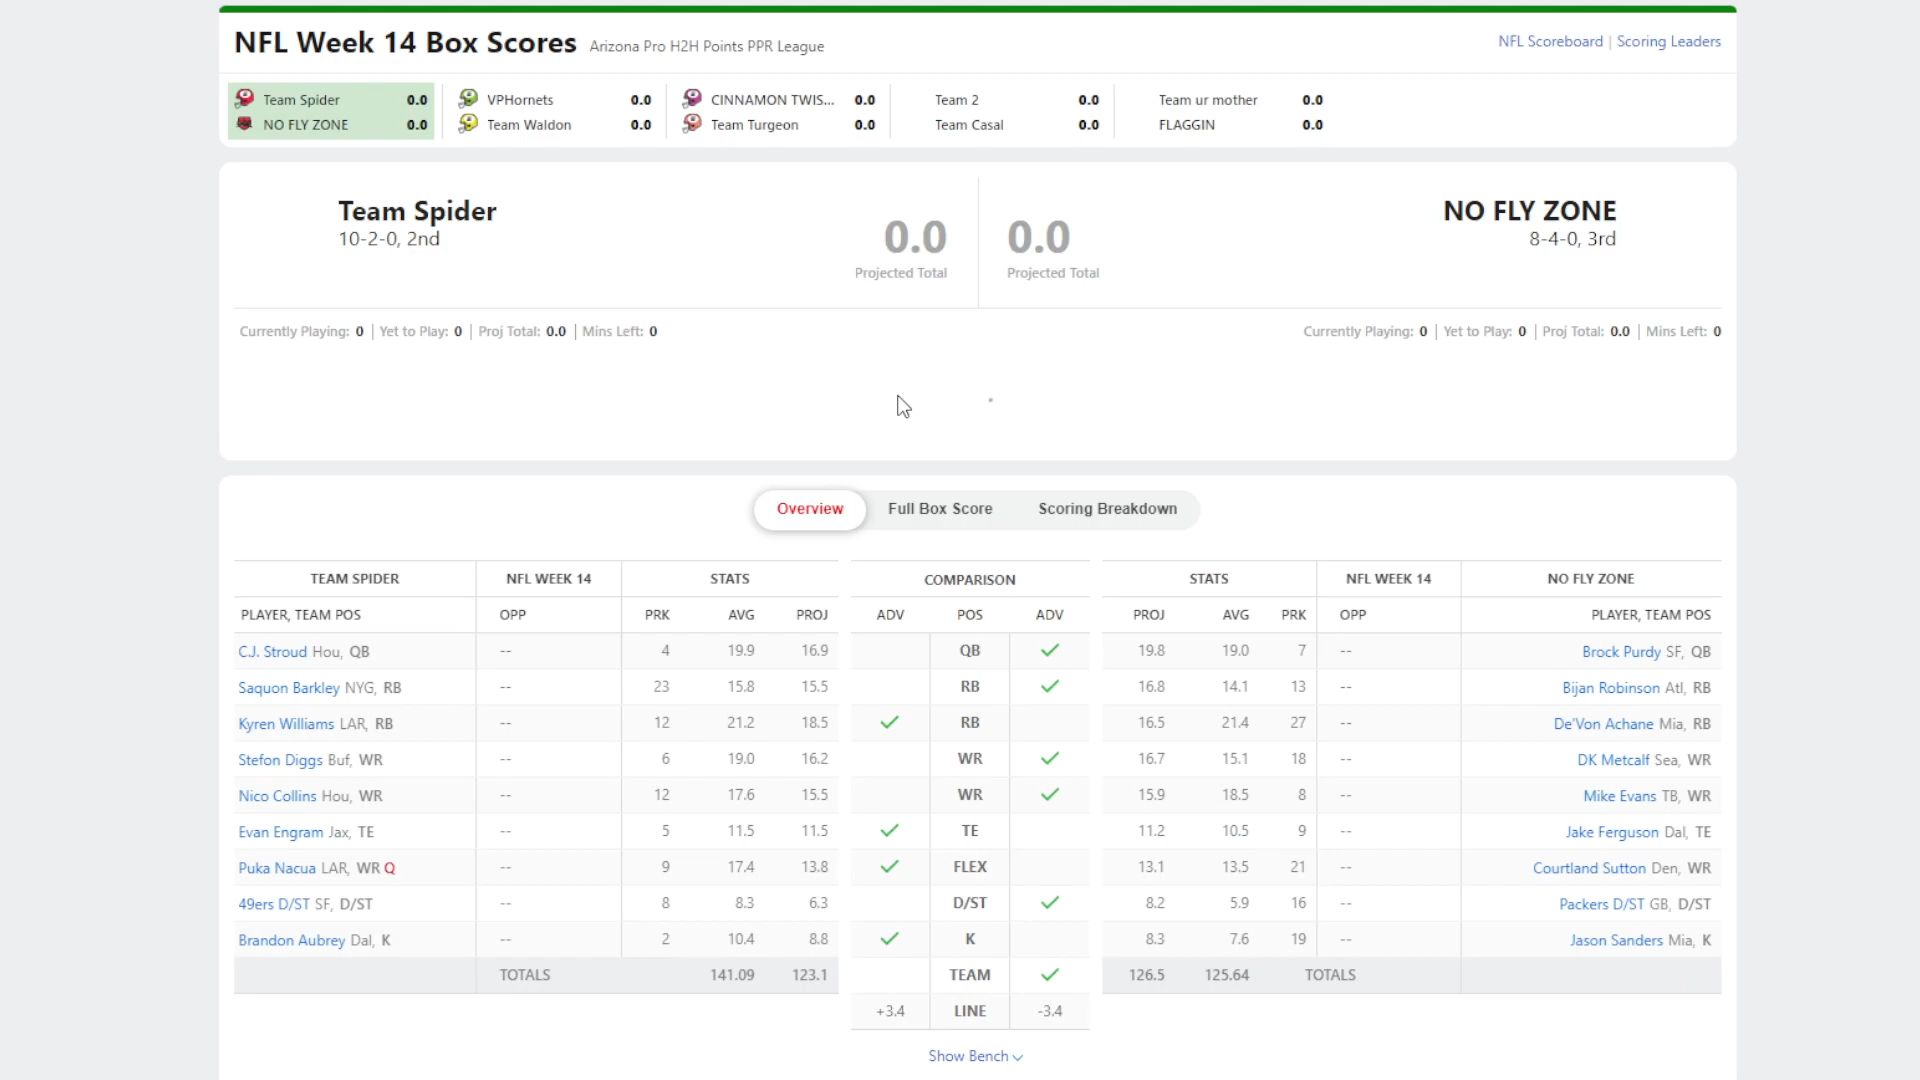 NFL Week 14 Box Scores Arizona Pro H2H Points PPR League NFL Scoreboard | Scoring Leaders
Team Spider 0.0 VPHornets 0.0 CINNAMON TWIS... 0.0 Team 2 0.0 Team ur mother 0.0
NO FLY ZONE 0.0 Team Waldon 0.0 Team Turgeon 0.0 Team Casal 0.0 FLAGGIN 0.0
Team Spider NO FLY ZONE
10-2-0, 2nd 0.0 0.0 8-4-0, 3rd
Projected Total Projected Total
Currently Playing: 0 | Yet to Play: 0 | Proj Total: 0.0 | Mins Left: 0 Currently Playing: 0 | Yet to Play: 0 | Proj Total: 0.0 | Mins Left: 0
Overview Full Box Score Scoring Breakdown
TEAM SPIDER NFL WEEK 14 STATS COMPARISON STATS NFL WEEK 14 NO FLY ZONE
PLAYER, TEAM POS OPP PRK AVG PROJ ADV POS ADV PROJ AVG PRK OPP PLAYER, TEAM POS
C.J. Stroud Hou, QB -- 4 19.9 16.9 QB ✓ 19.8 19.0 7 -- Brock Purdy SF, QB
Saquon Barkley NYG, RB -- 23 15.8 15.5 RB ✓ 16.8 14.1 13 -- Bijan Robinson Atl, RB
Kyren Williams LAR, RB -- 12 21.2 18.5 ✓ RB 16.5 21.4 27 -- De'Von Achane Mia, RB
Stefon Diggs Buf, WR -- 6 19.0 16.2 WR ✓ 16.7 15.1 18 -- DK Metcalf Sea, WR
Nico Collins Hou, WR -- 12 17.6 15.5 WR ✓ 15.9 18.5 8 -- Mike Evans TB, WR
Evan Engram Jax, TE -- 5 11.5 11.5 ✓ TE 11.2 10.5 9 -- Jake Ferguson Dal, TE
Puka Nacua LAR, WR Q -- 9 17.4 13.8 ✓ FLEX 13.1 13.5 21 -- Courtland Sutton Den, WR
49ers D/ST SF, D/ST -- 8 8.3 6.3 D/ST ✓ 8.2 5.9 16 -- Packers D/ST GB, D/ST
Brandon Aubrey Dal, K -- 2 10.4 8.8 ✓ K 8.3 7.6 19 -- Jason Sanders Mia, K
TOTALS 141.09 123.1 TEAM ✓ 126.5 125.64 TOTALS
+3.4 LINE -3.4
Show Bench